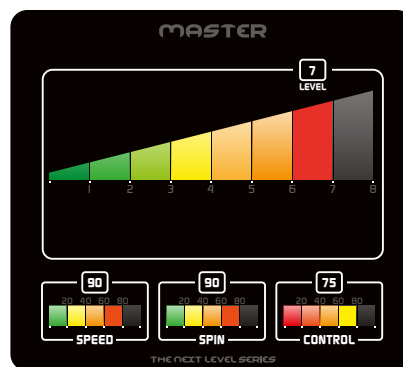 MASTER
7
LEVEL
1 2 3 4 5 6 7 8
90 90 75
20 40 60 80 20 40 60 80 20 40 60 80
SPEED SPIN CONTROL
THE NEXT LEVEL SERIES